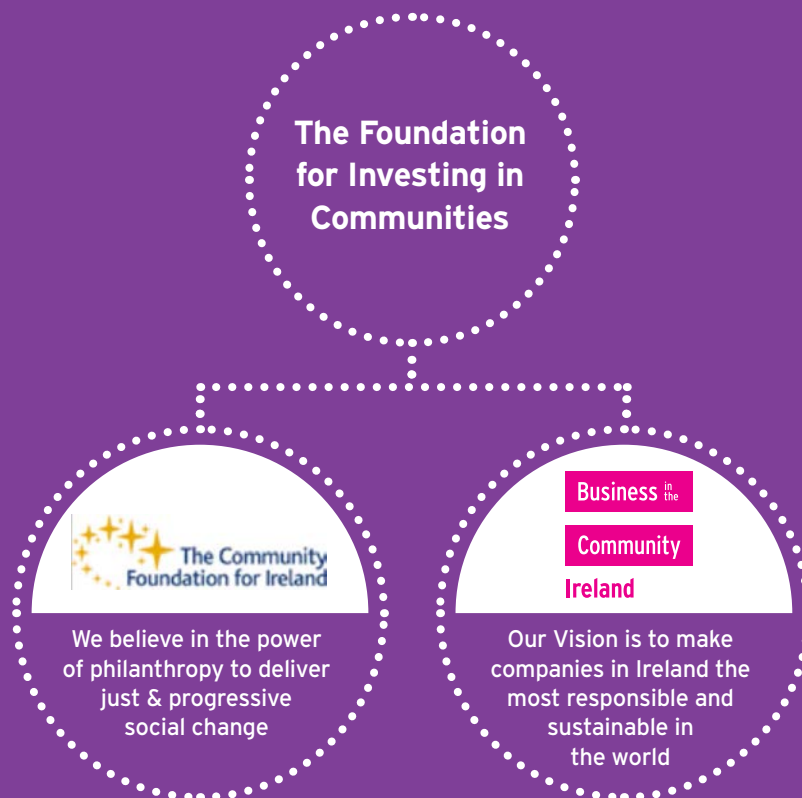 The Foundation
for Investing in
Communities
The Community
Foundation for Ireland
We believe in the power
of philanthropy to deliver
just & progressive
social change
Business in the
Community
Ireland
Our Vision is to make
companies in Ireland the
most responsible and
sustainable in
the world